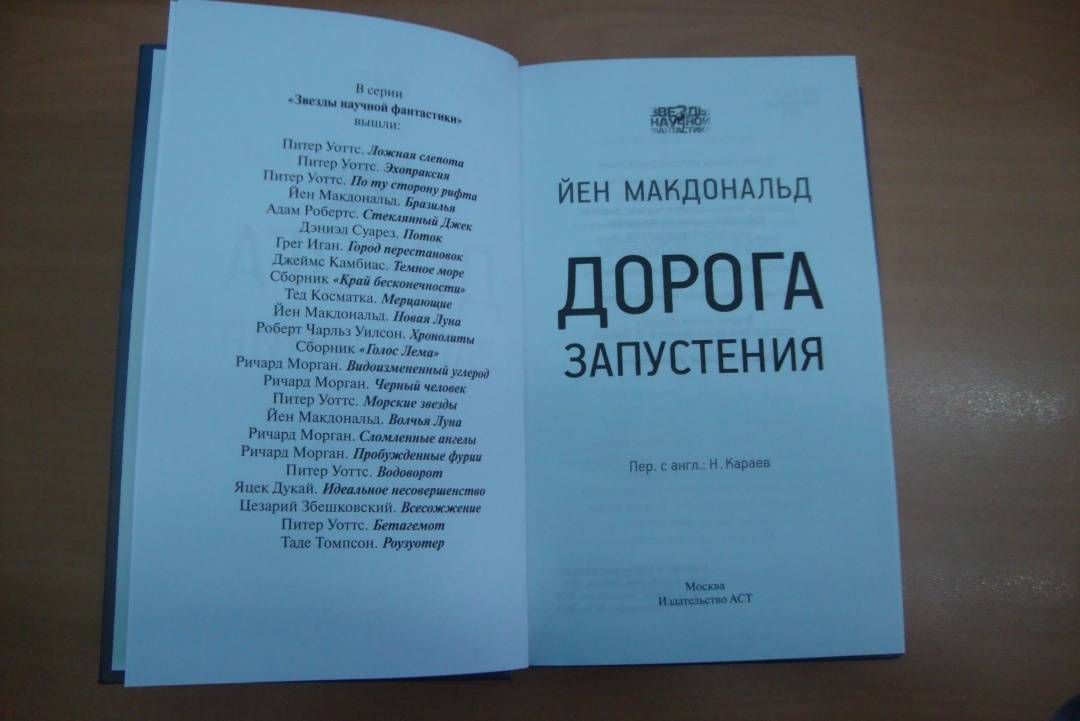 В серии
«Звезды научной фантастики»
вышли:
Питер Уоттс. Ложная слепота
Питер Уоттс. Эхопраксия
Питер Уоттс. По ту сторону рифта
Йен Макдональд. Бразилья
Адам Робертс. Стеклянный Джек
Дэниэл Суарез. Поток
Грег Иган. Город перестановок
Джеймс Камбиас. Темное море
Сборник «Край бесконечности»
Тед Косматка. Мерцающие
Йен Макдональд. Новая Луна
Роберт Чарльз Уилсон. Хронолиты
Сборник «Голос Лема»
Ричард Морган. Видоизмененный углерод
Ричард Морган. Черный человек
Питер Уоттс. Морские звезды
Йен Макдональд. Волчья Луна
Ричард Морган. Сломленные ангелы
Ричард Морган. Пробужденные фурии
Питер Уоттс. Водоворот
Яцек Дукай. Идеальное несовершенство
Цезарий Збешковский. Всесожжение
Питер Уоттс. Бетагемот
Таде Томпсон. Роузуотер
ЗВЕЗДЫ
НАУЧНОЙ
ФАНТАСТИКИ
ЙЕН МАКДОНАЛЬД
ДОРОГА
ЗАПУСТЕНИЯ
Пер. с англ.: Н. Караев
Москва
Издательство АСТ